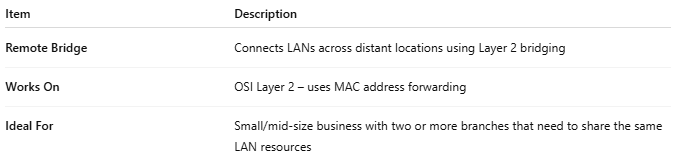 Item Description
Remote Bridge Connects LANs across distant locations using Layer 2 bridging
Works On OSI Layer 2 – uses MAC address forwarding
Ideal For Small/mid-size business with two or more branches that need to share the same
LAN resources